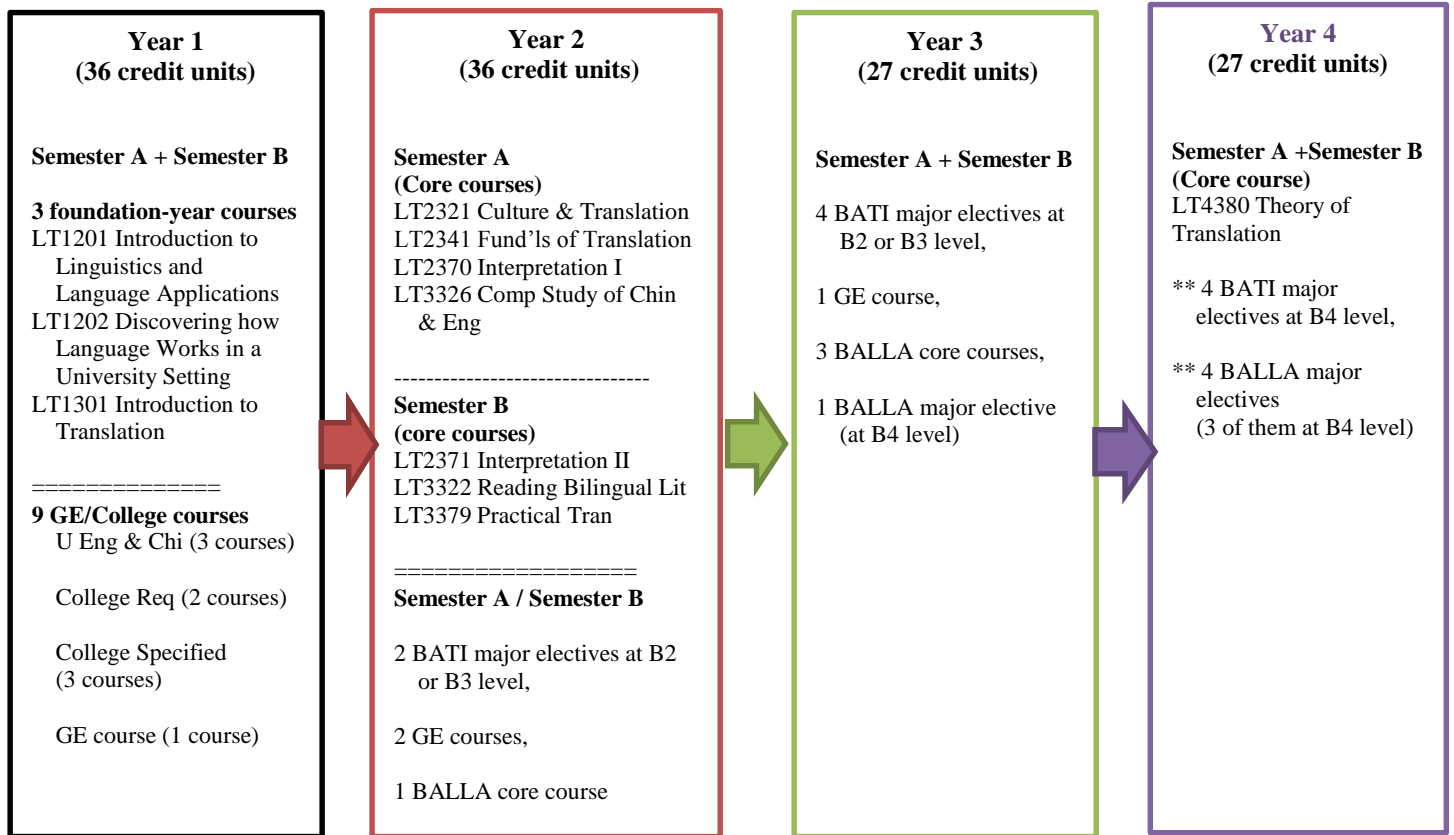 Year 1
(36 credit units)
Semester A + Semester B
3 foundation-year courses
LT1201 Introduction to
Linguistics and
Language Applications
LT1202 Discovering how
Language Works in a
University Setting
LT1301 Introduction to
Translation
==============
9 GE/College courses
U Eng & Chi (3 courses)
College Req (2 courses)
College Specified
(3 courses)
GE course (1 course)
Year 2
(36 credit units)
Semester A
(Core courses)
LT2321 Culture & Translation
LT2341 Fund’ls of Translation
LT2370 Interpretation I
LT3326 Comp Study of Chin
& Eng
--------------------------------
Semester B
(core courses)
LT2371 Interpretation II
LT3322 Reading Bilingual Lit
LT3379 Practical Tran
==================
Semester A / Semester B
2 BATI major electives at B2
or B3 level,
2 GE courses,
1 BALLA core course
Year 3
(27 credit units)
Semester A + Semester B
4 BATI major electives at
B2 or B3 level,
1 GE course,
3 BALLA core courses,
1 BALLA major elective
(at B4 level)
Year 4
(27 credit units)
Semester A +Semester B
(Core course)
LT4380 Theory of
Translation
** 4 BATI major
electives at B4 level,
** 4 BALLA major
electives
(3 of them at B4 level)